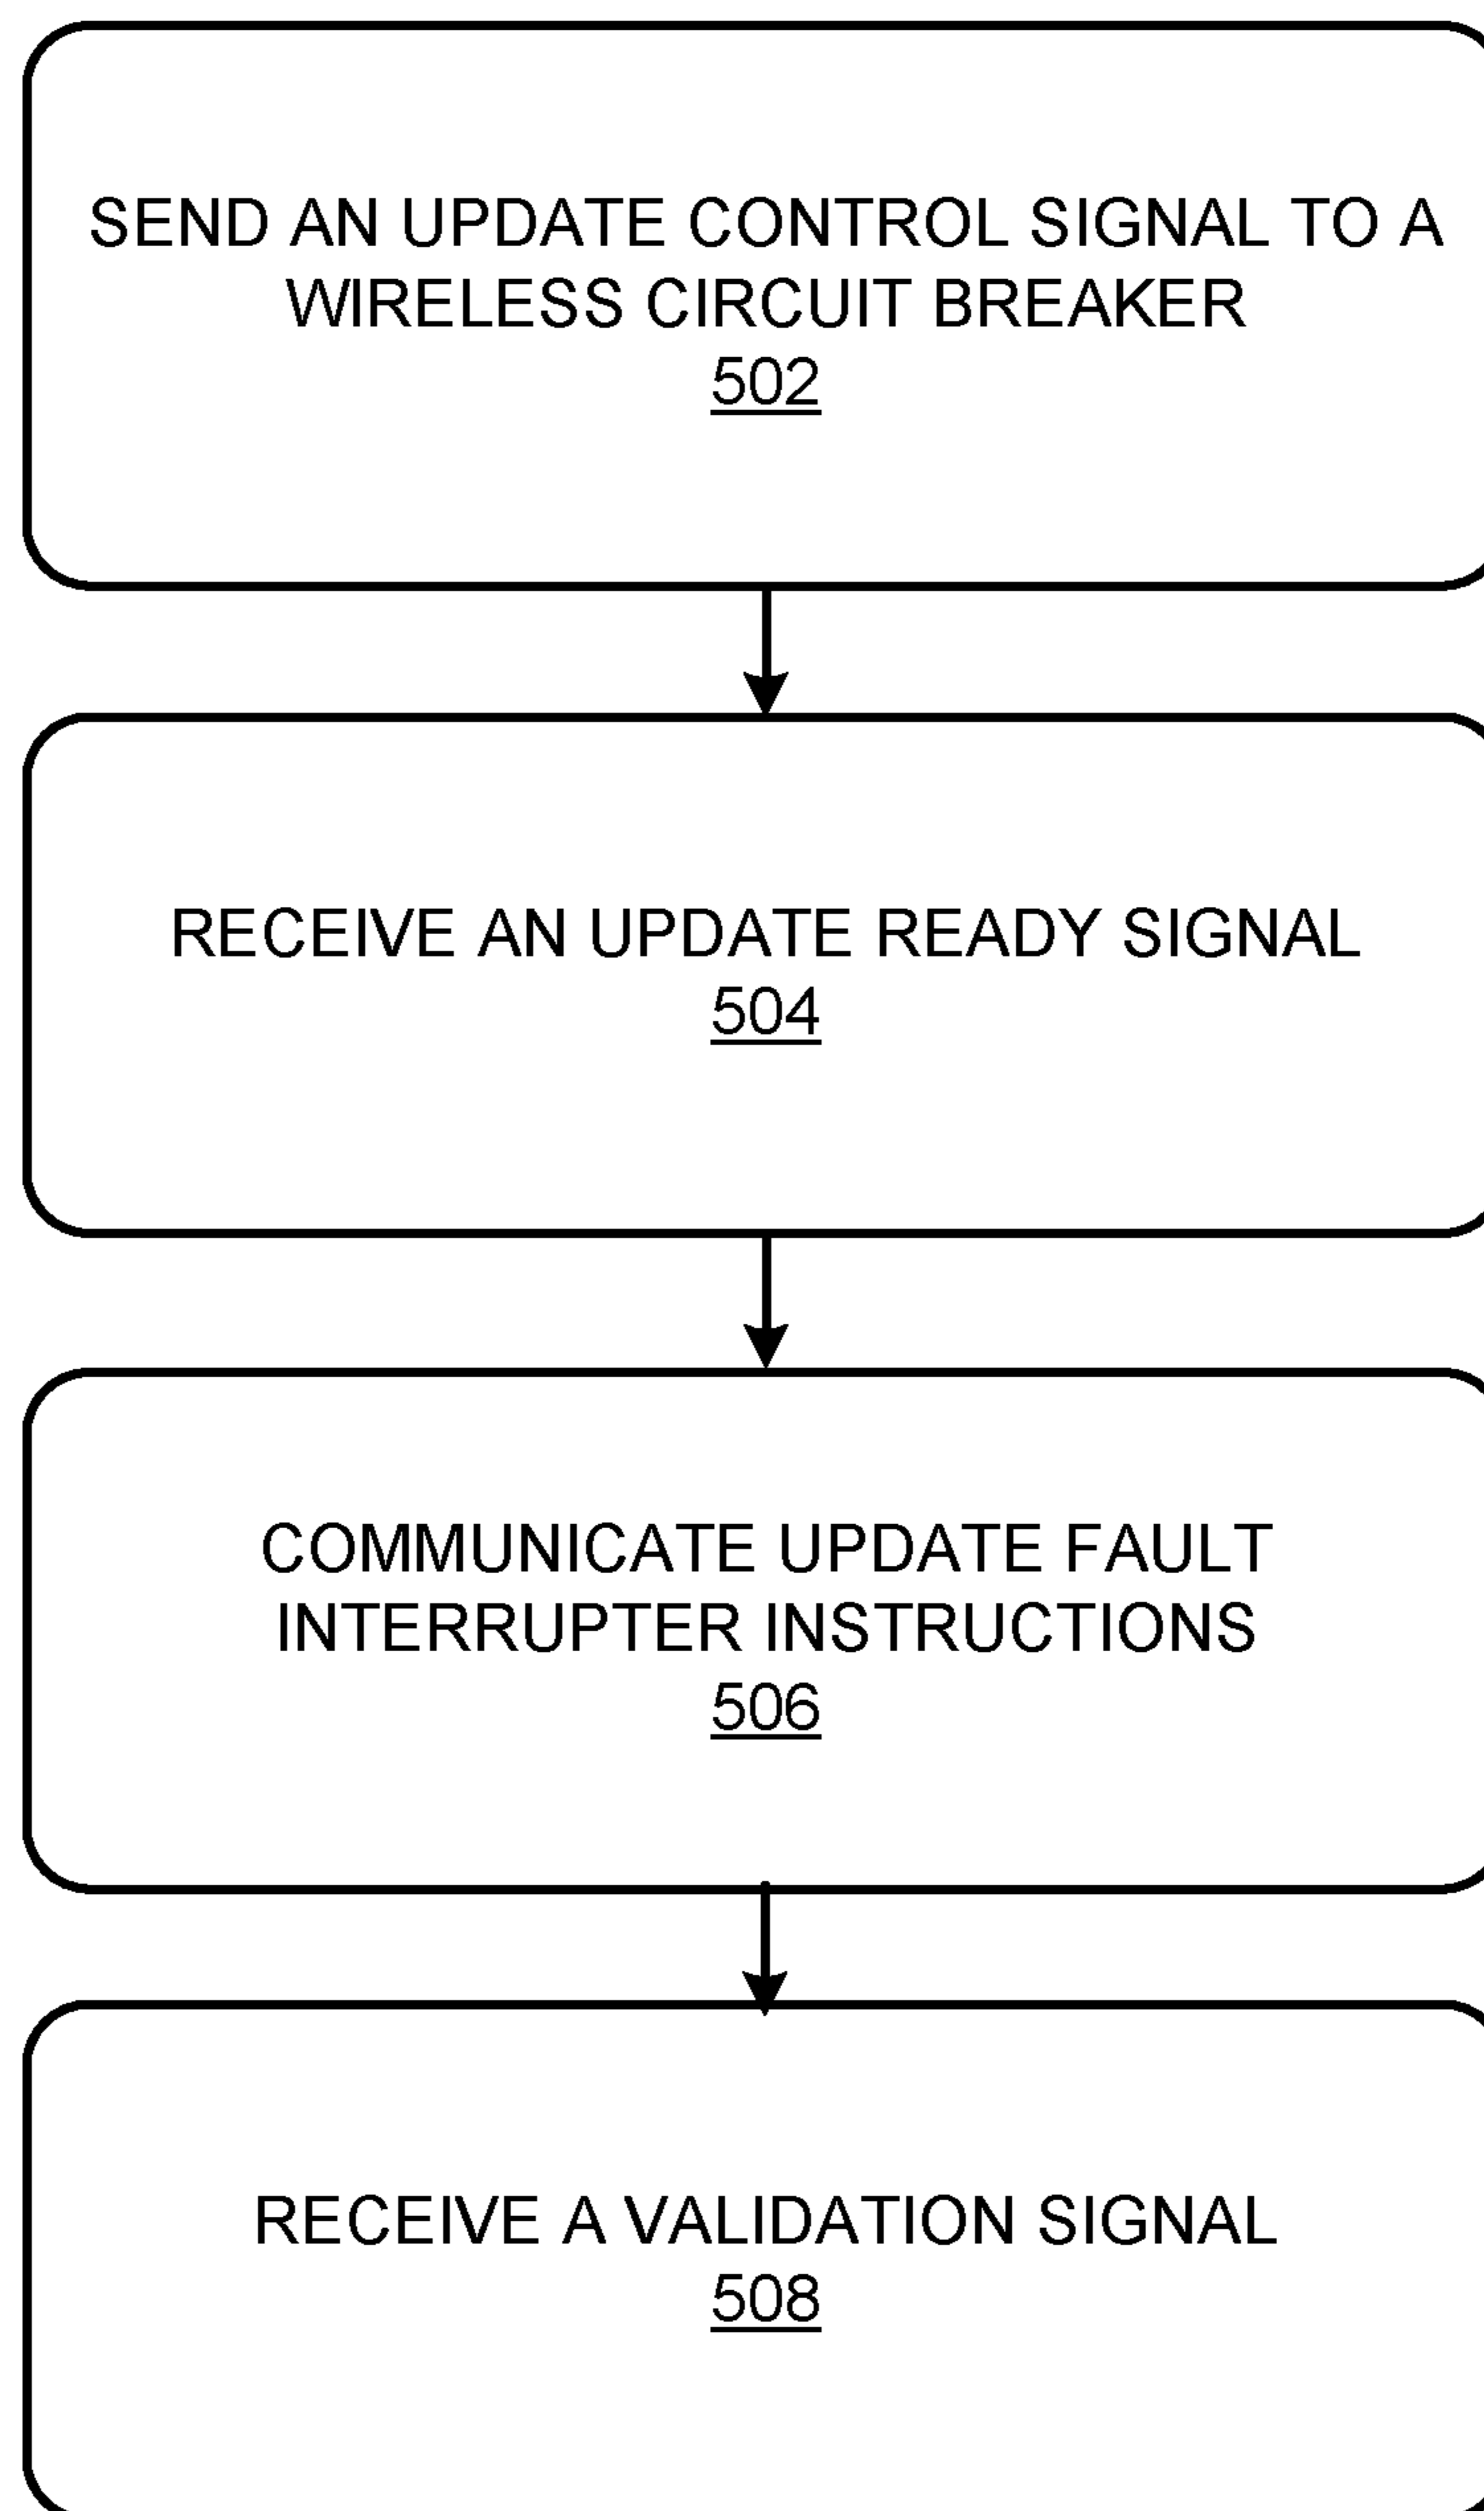 SEND AN UPDATE CONTROL SIGNAL TO A
WIRELESS CIRCUIT BREAKER
502
RECEIVE AN UPDATE READY SIGNAL
504
COMMUNICATE UPDATE FAULT
INTERRUPTER INSTRUCTIONS
506
RECEIVE A VALIDATION SIGNAL
508